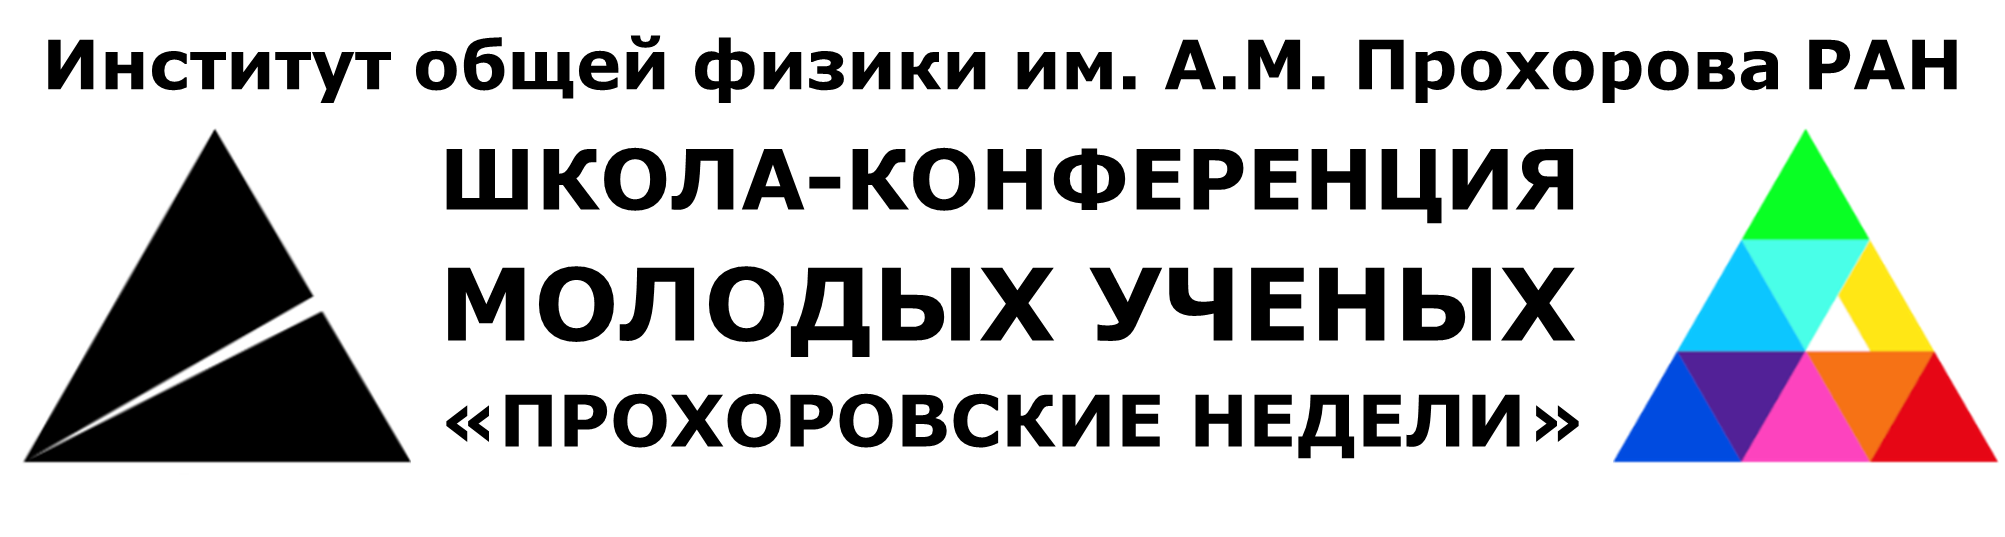 Институт общей физики им. А.М. Прохорова РАН
ШКОЛА-КОНФЕРЕНЦИЯ
МОЛОДЫХ УЧЕНЫХ
«ПРОХОРОВСКИЕ НЕДЕЛИ»